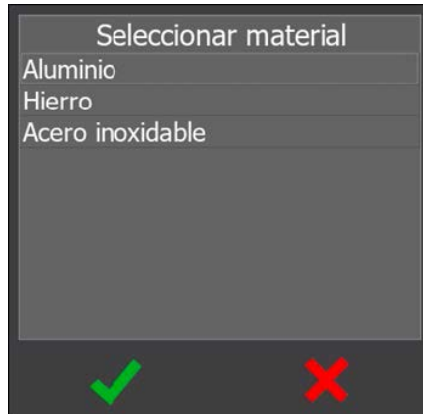 Seleccionar material
Aluminio
Hierro
Acero inoxidable